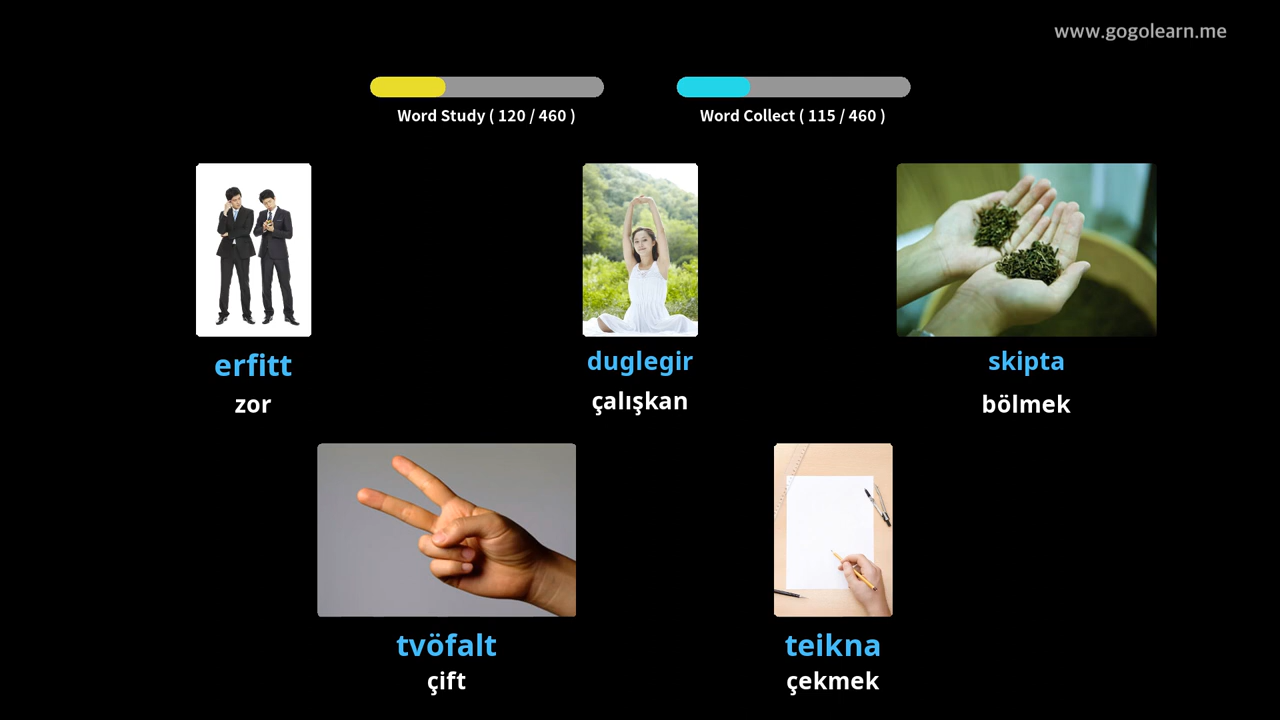 www.gogolearn.me
Word Study ( 120 / 460 )
Word Collect ( 115 / 460 )
erfitt
zor
duglegir
çalışkan
skipta
bölmek
tvöfalt
çift
teikna
çekmek